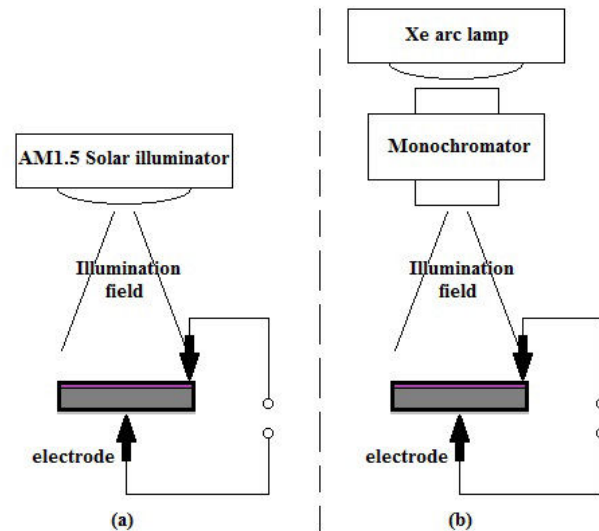 AM1.5 Solar illuminator
Illumination
field
electrode
(a)
Xe arc lamp
Monochromator
Illumination
field
electrode
(b)